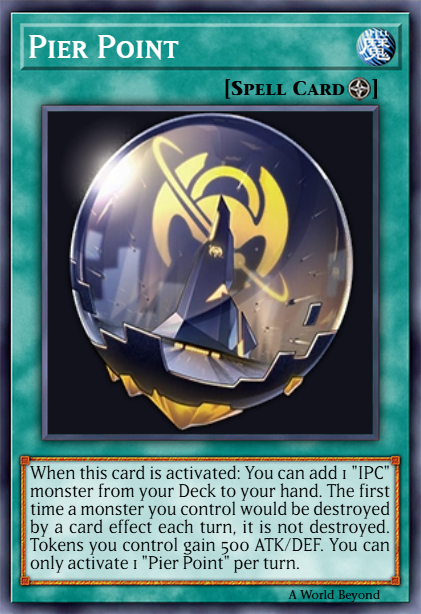 Pier Point
魔
[Spell Card]
When this card is activated: You can add 1 "IPC"
monster from your Deck to your hand. The first
time a monster you control would be destroyed
by a card effect each turn, it is not destroyed.
Tokens you control gain 500 ATK/DEF. You can
only activate 1 "Pier Point" per turn.
A World Beyond